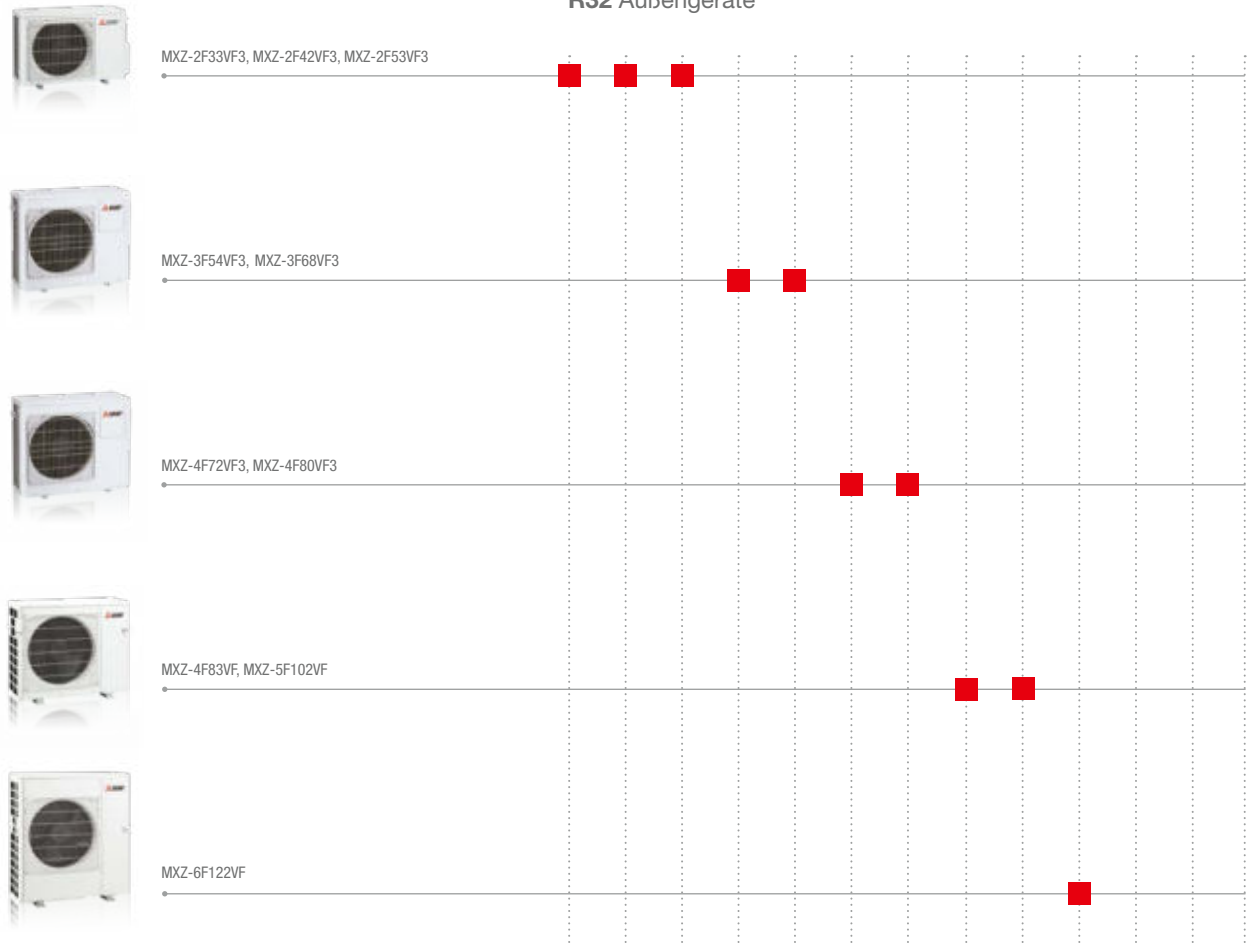 R32 Außengeräte
MXZ-2F33VF3, MXZ-2F42VF3, MXZ-2F53VF3
MXZ-3F54VF3, MXZ-3F68VF3
MXZ-4F72VF3, MXZ-4F80VF3
MXZ-4F83VF, MXZ-5F102VF
MXZ-6F122VF